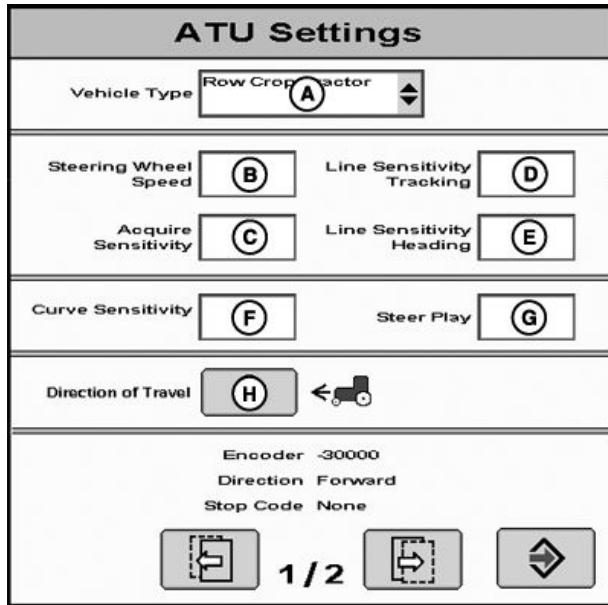 ATU Settings
Vehicle Type
Row Crop
A
Steering Wheel Speed
B
Line Sensitivity Tracking
D
Acquire Sensitivity
C
Line Sensitivity Heading
E
Curve Sensitivity
F
Steer Play
G
Direction of Travel
H
Encoder -30000
Direction Forward
Stop Code None
1/2